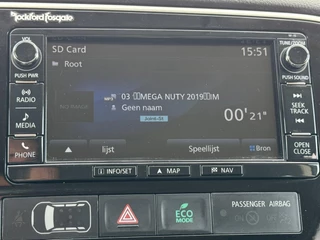 Rockford Fosgate
VOL
TUNE/ZOOM
SD Card
15:51
Root
PUSH PWR
PUSH SOUND
RADIO
03 □□MEGA NUTY 2019□□IM
Geen naam
MEDIA
00'21"
SEEK
TRACK
PHONE
lijst
Speellijst
Bron
OPEN
CLOSE
INFO/SET
MAP
NAV
ECO
MODE
PASSENGER AIRBAG